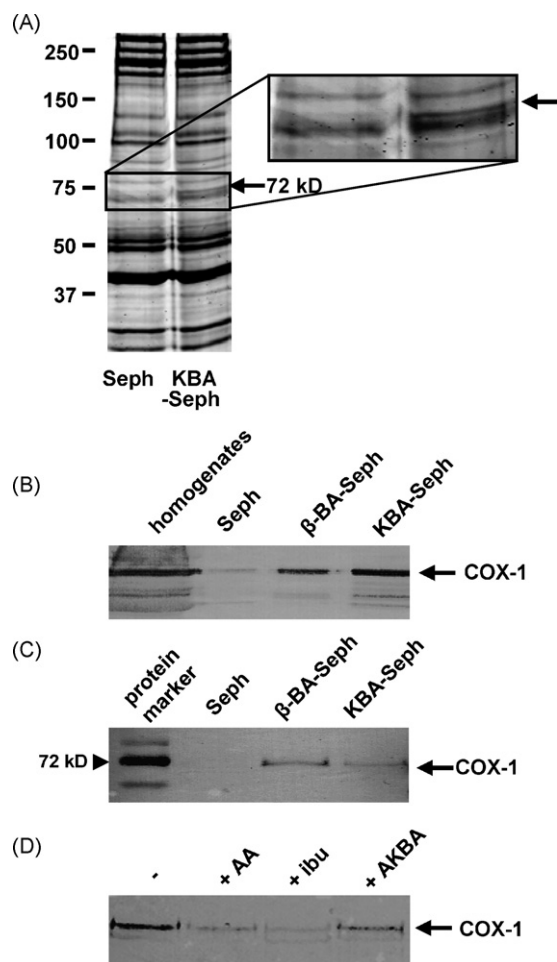 (A)
250
150
100
75
72 kD
50
37
Seph
KBA
-Seph
(B)
homogenates
Seph
β-BA-Seph
KBA-Seph
COX-1
(C)
protein
marker
Seph
β-BA-Seph
KBA-Seph
72 kD
COX-1
(D)
-
+ AA
+ ibu
+ AKBA
COX-1